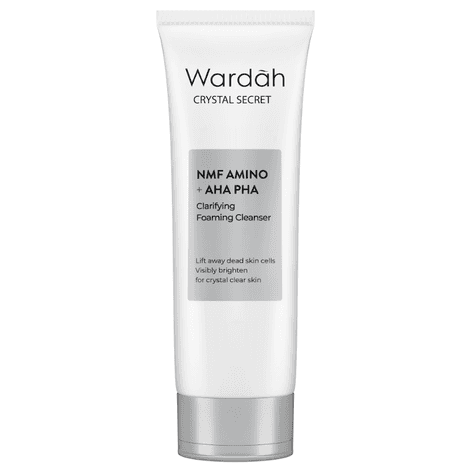 Wardah
CRYSTAL SECRET
NMF AMINO
+ AHA PHA
Clarifying
Foaming Cleanser
Lift away dead skin cells
Visibly brighten
for crystal clear skin